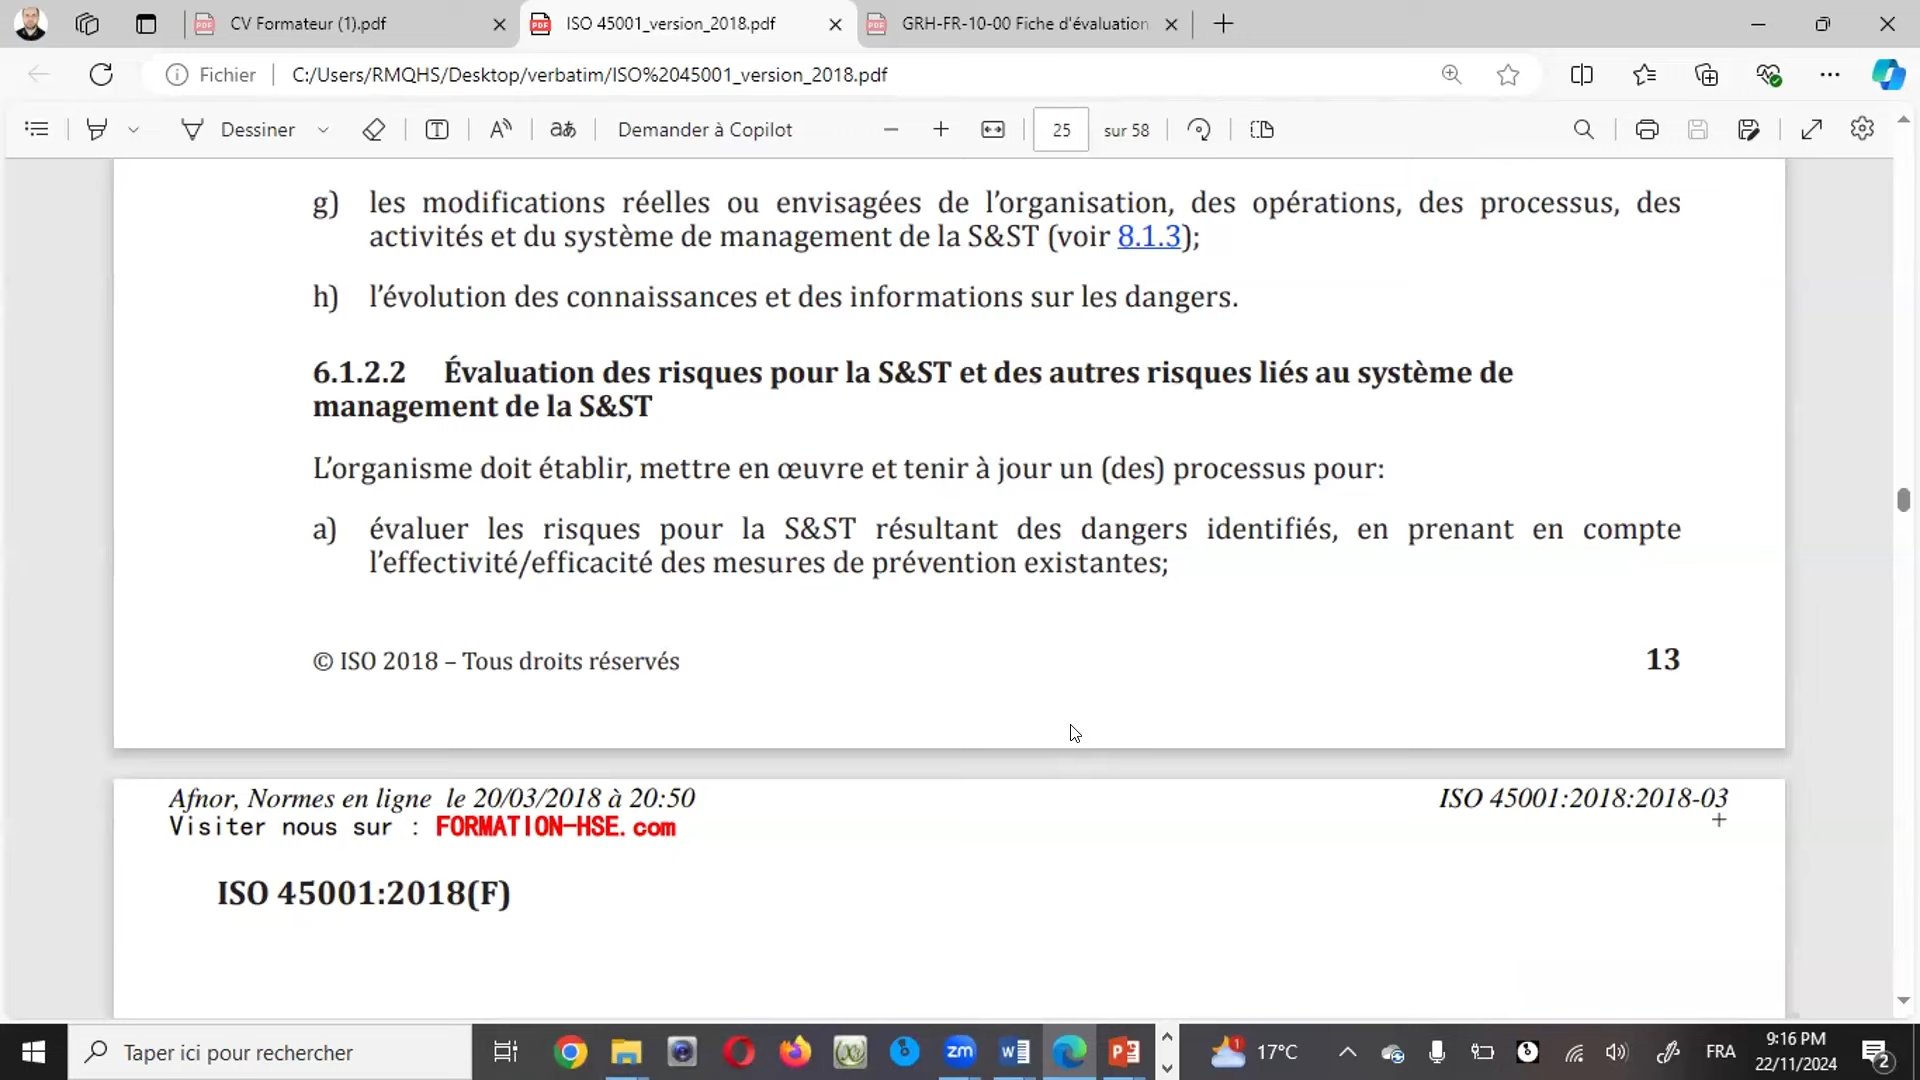 CV Formateur (1).pdf
ISO 45001_version_2018.pdf
GRH-FR-10-00 Fiche d'évaluation
Fichier
C:/Users/RMQHS/Desktop/verbatim/ISO%2045001_version_2018.pdf
Dessiner
aあ
Demander à Copilot
25
sur 58
g) les modifications réelles ou envisagées de l’organisation, des opérations, des processus, des
activités et du système de management de la S&ST (voir 8.1.3);
h) l’évolution des connaissances et des informations sur les dangers.
6.1.2.2 Évaluation des risques pour la S&ST et des autres risques liés au système de
management de la S&ST
L’organisme doit établir, mettre en œuvre et tenir à jour un (des) processus pour:
a) évaluer les risques pour la S&ST résultant des dangers identifiés, en prenant en compte
l’effectivité/efficacité des mesures de prévention existantes;
© ISO 2018 – Tous droits réservés
13
Afnor, Normes en ligne le 20/03/2018 à 20:50
ISO 45001:2018:2018-03
Visiter nous sur : FORMATION-HSE.com
+
ISO 45001:2018(F)
Taper ici pour rechercher
zm
1
17°C
FRA
9:16 PM
22/11/2024
2